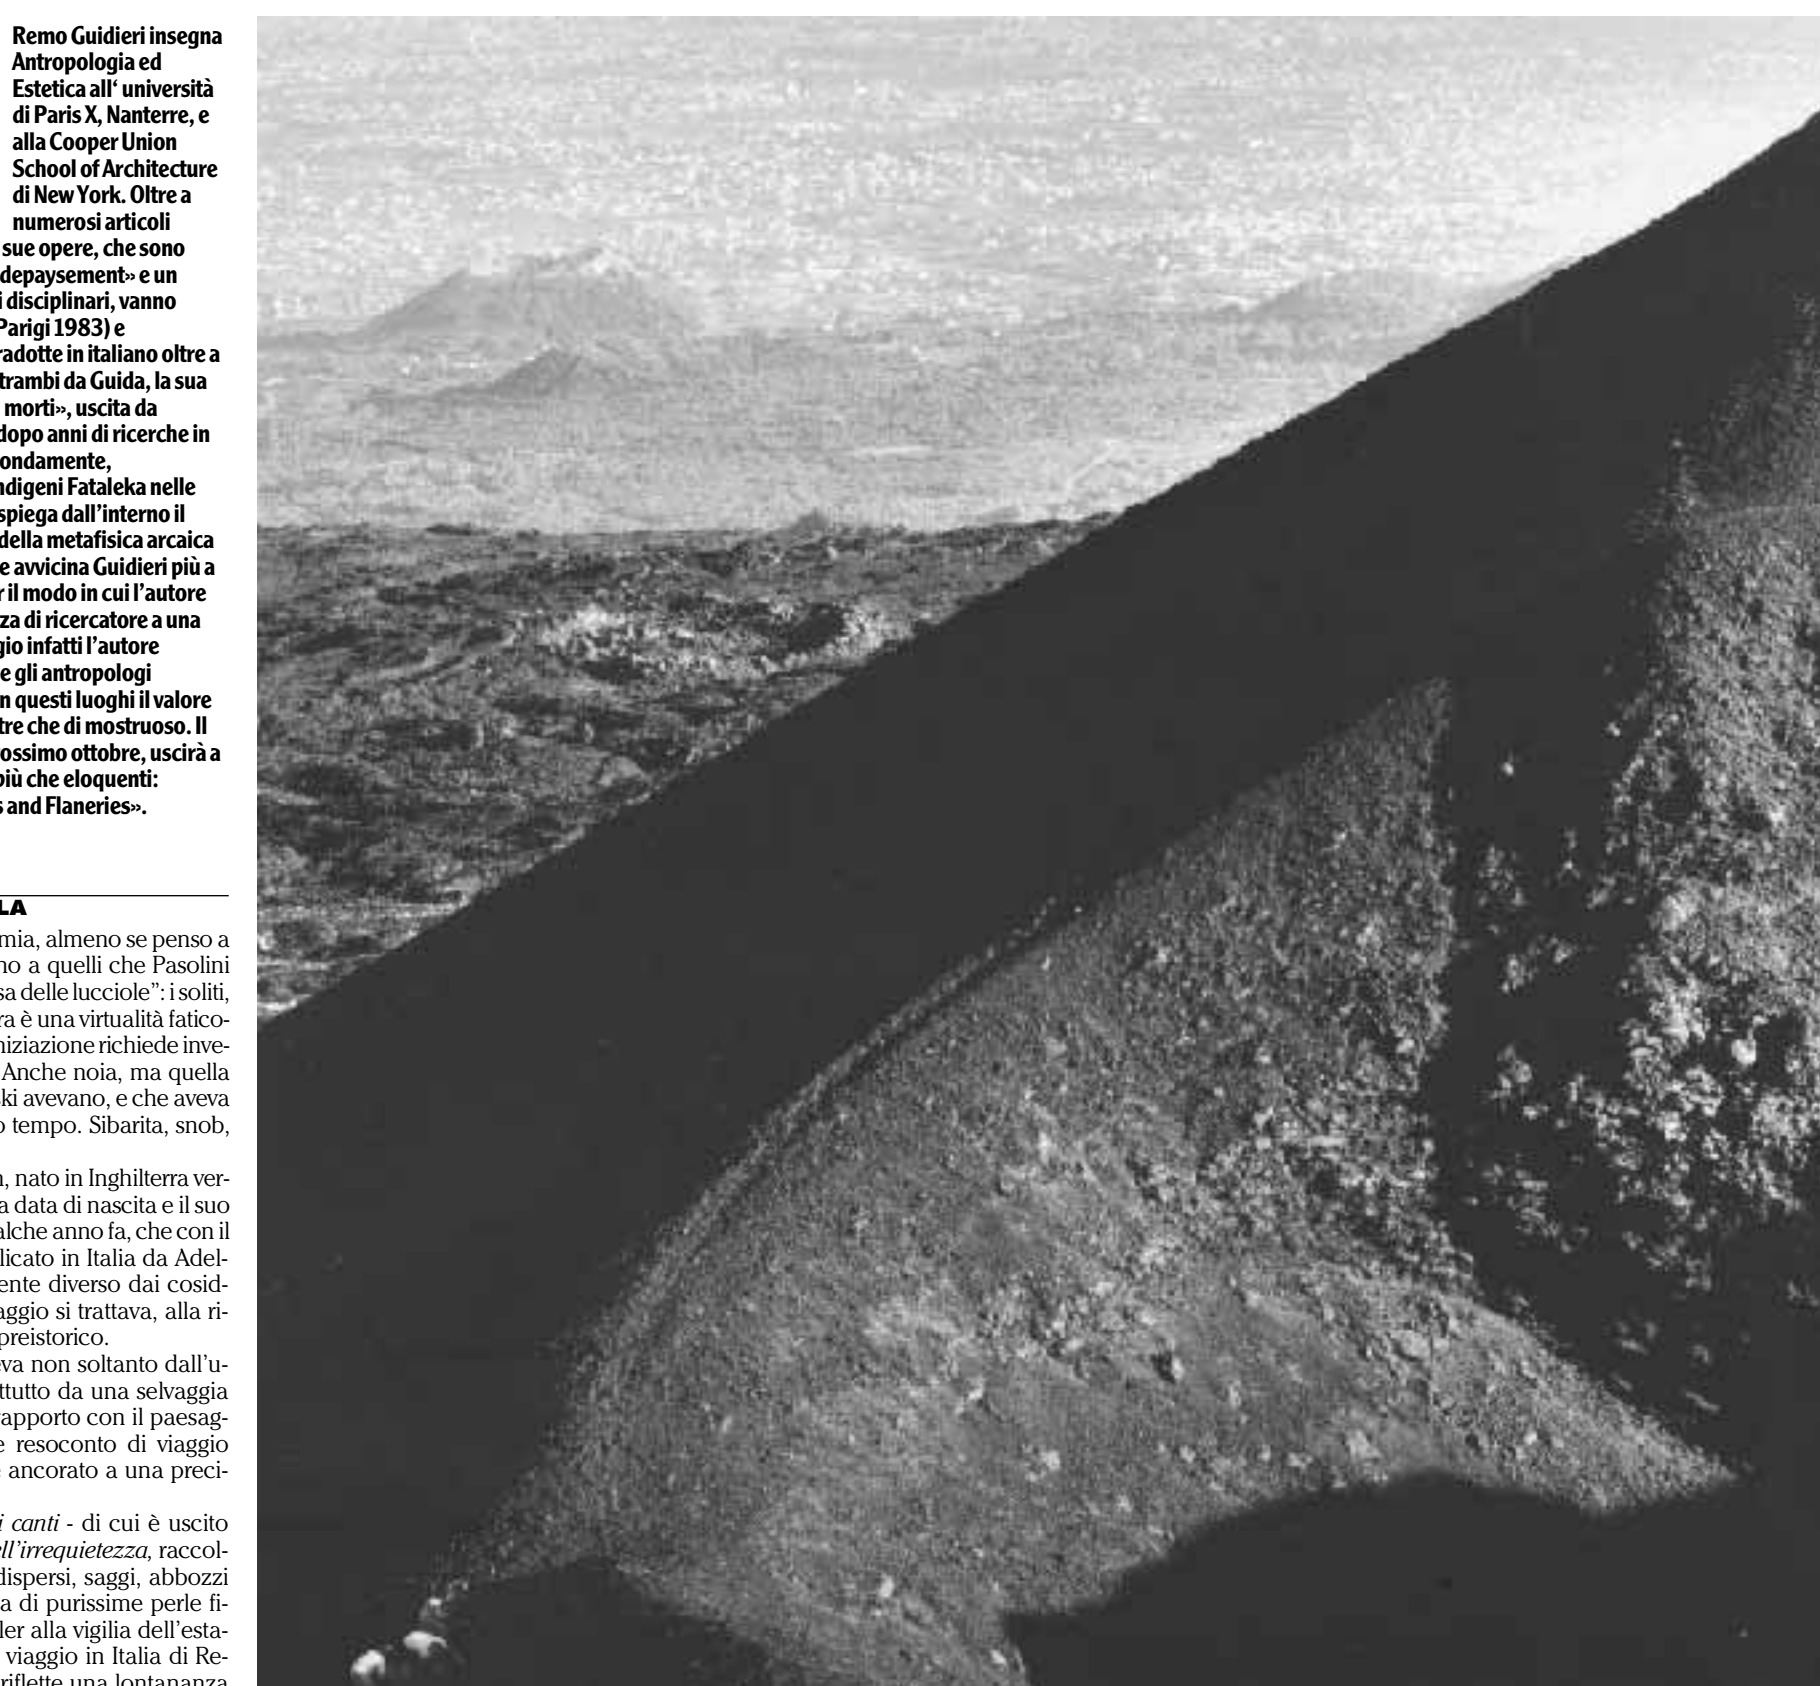 Remo Guidieri insegna
Antropologia ed
Estetica all‘ università
di Paris X, Nanterre, e
alla Cooper Union
School of Architecture
di New York. Oltre a
numerosi articoli
sue opere, che sono
depaysement» e un
i disciplinari, vanno
Parigi 1983) e
radotte in italiano oltre a
trambi da Guida, la sua
morti», uscita da
dopo anni di ricerche in
ondamente,
ndigeni Fataleka nelle
spiega dall'interno il
della metafisica arcaica
e avvicina Guidieri più a
r il modo in cui l'autore
za di ricercatore a una
gio infatti l'autore
e gli antropologi
n questi luoghi il valore
tre che di mostruoso. Il
rossimo ottobre, uscirà a
più che eloquenti:
s and Flaneries».
LA
mia, almeno se penso a
no a quelli che Pasolini
sa delle lucciole”: i soliti,
ra è una virtualità fatico-
niziazione richiede inve-
Anche noia, ma quella
ki avevano, e che aveva
o tempo. Sibarita, snob,
n, nato in Inghilterra ver-
a data di nascita e il suo
alche anno fa, che con il
licato in Italia da Adel-
ente diverso dai cosid-
aggio si trattava, alla ri-
preistorico.
eva non soltanto dall'u-
ttutto da una selvaggia
rapporto con il paesag-
e resoconto di viaggio
e ancorato a una preci-
i canti - di cui è uscito
ell'irrequietezza, raccol-
dispersi, saggi, abbozzi
a di purissime perle fi-
ler alla vigilia dell'esta-
viaggio in Italia di Re-
riflette una lontananza